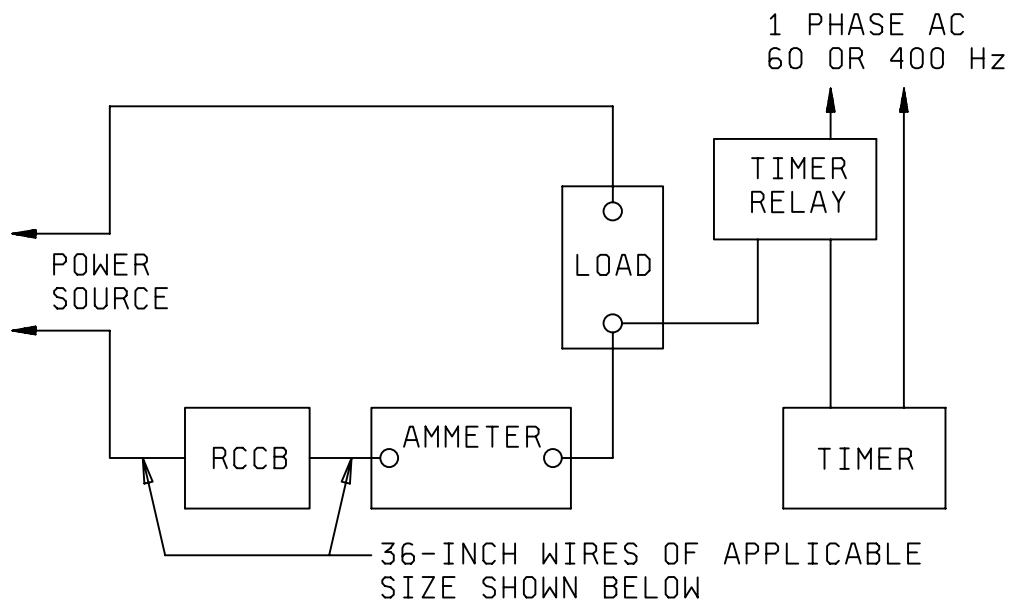 1 PHASE AC
60 OR 400 Hz
TIMER
RELAY
LOAD
POWER
SOURCE
AMMETER
RCCB
TIMER
36-INCH WIRES OF APPLICABLE
SIZE SHOWN BELOW